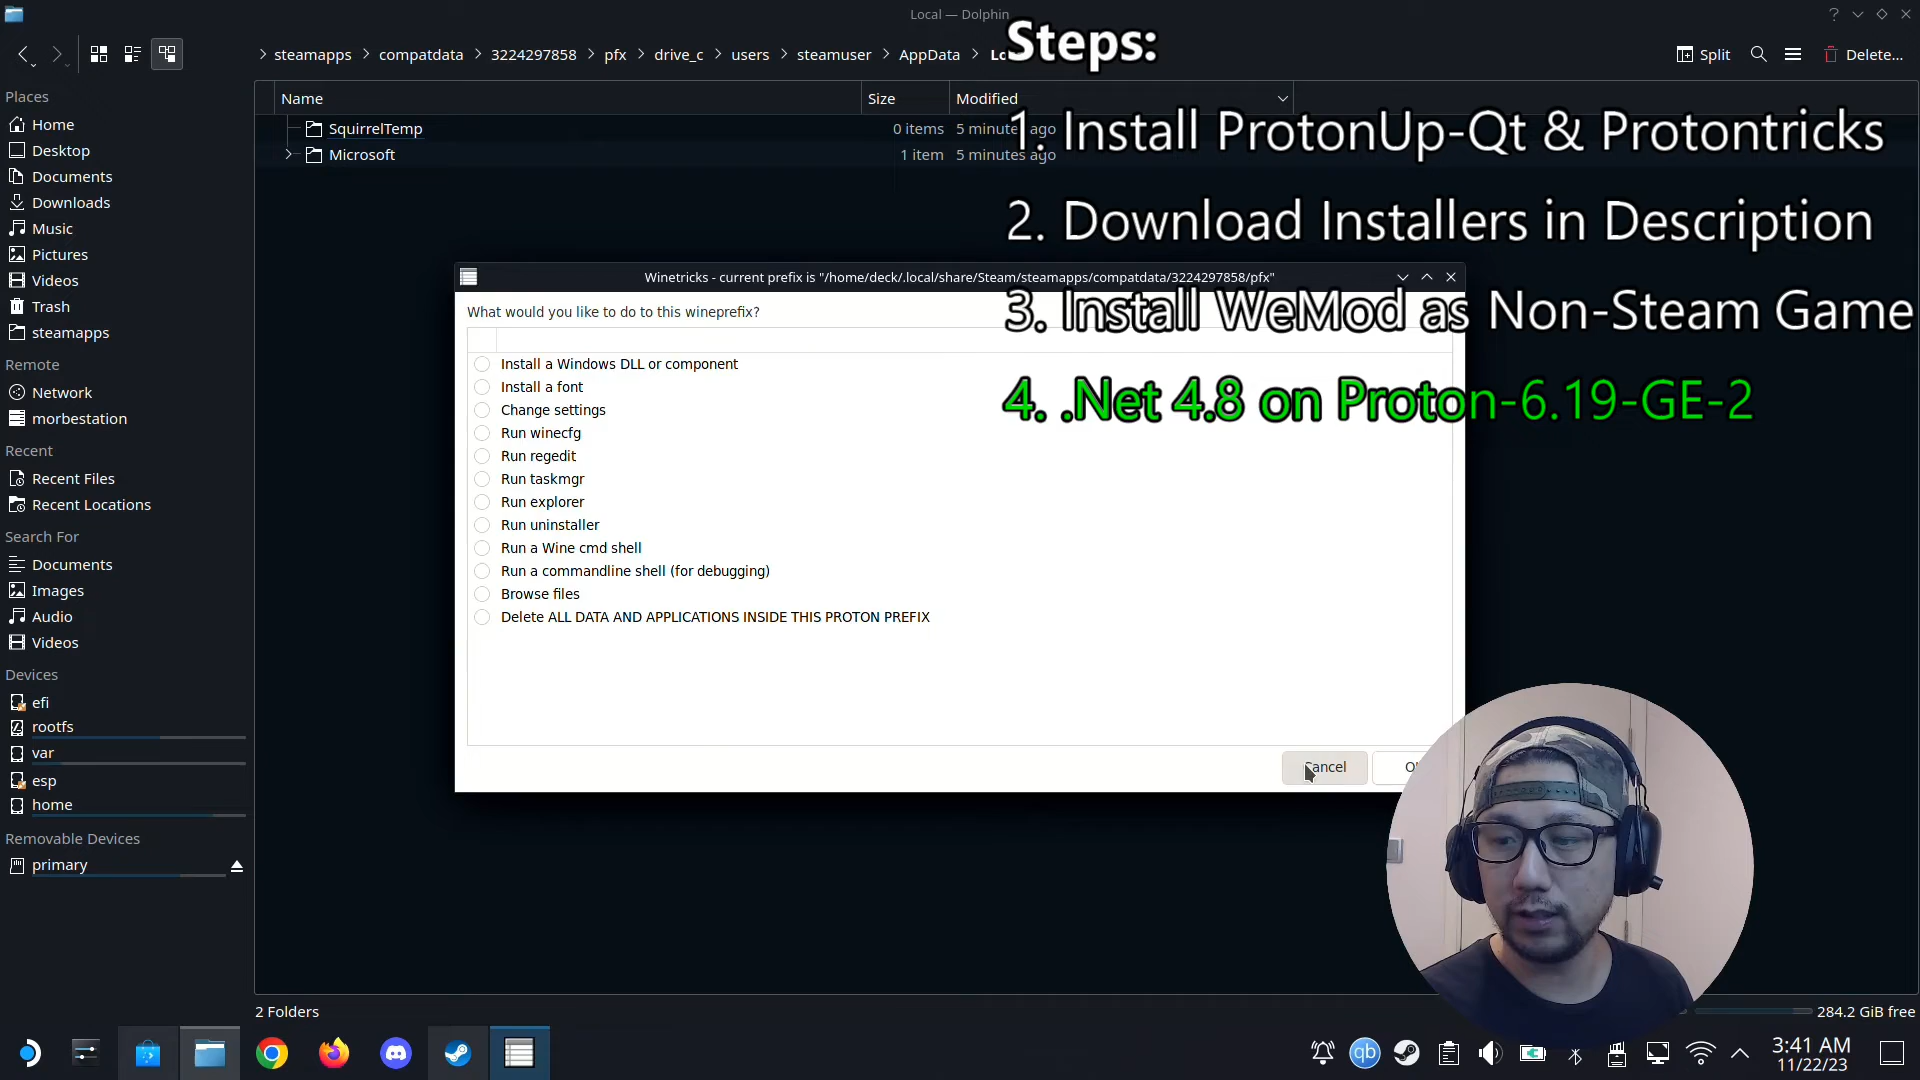 Local — Dolphin
steamapps > compatdata > 3224297858 > pfx > drive_c > users > steamuser > AppData >
Split
Delete...
Steps:
1. Install ProtonUp-Qt & Protontricks
2. Download Installers in Description
3. Install WeMod as Non-Steam Game
4. .Net 4.8 on Proton-6.19-GE-2
Places
Home
Desktop
Documents
Downloads
Music
Pictures
Videos
Trash
steamapps
Remote
Network
morbestation
Recent
Recent Files
Recent Locations
Search For
Documents
Images
Audio
Videos
Devices
efi
rootfs
var
esp
home
Removable Devices
primary
Name Size Modified
SquirrelTemp 0 items 5 minutes ago
Microsoft 1 item 5 minutes ago
Winetricks - current prefix is "/home/deck/.local/share/Steam/steamapps/compatdata/3224297858/pfx"
What would you like to do to this wineprefix?
Install a Windows DLL or component
Install a font
Change settings
Run winecfg
Run regedit
Run taskmgr
Run explorer
Run uninstaller
Run a Wine cmd shell
Run a commandline shell (for debugging)
Browse files
Delete ALL DATA AND APPLICATIONS INSIDE THIS PROTON PREFIX
Cancel
2 Folders
284.2 GiB free
qb
3:41 AM
11/22/23